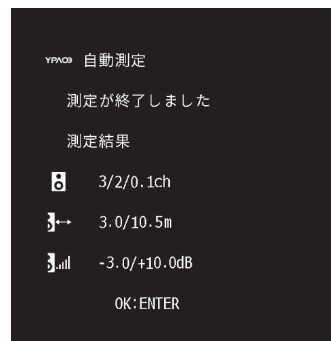 YPAO 自動測定
測定が終了しました
測定結果
3/2/0.1ch
3.0/10.5m
-3.0/+10.0dB
OK:ENTER